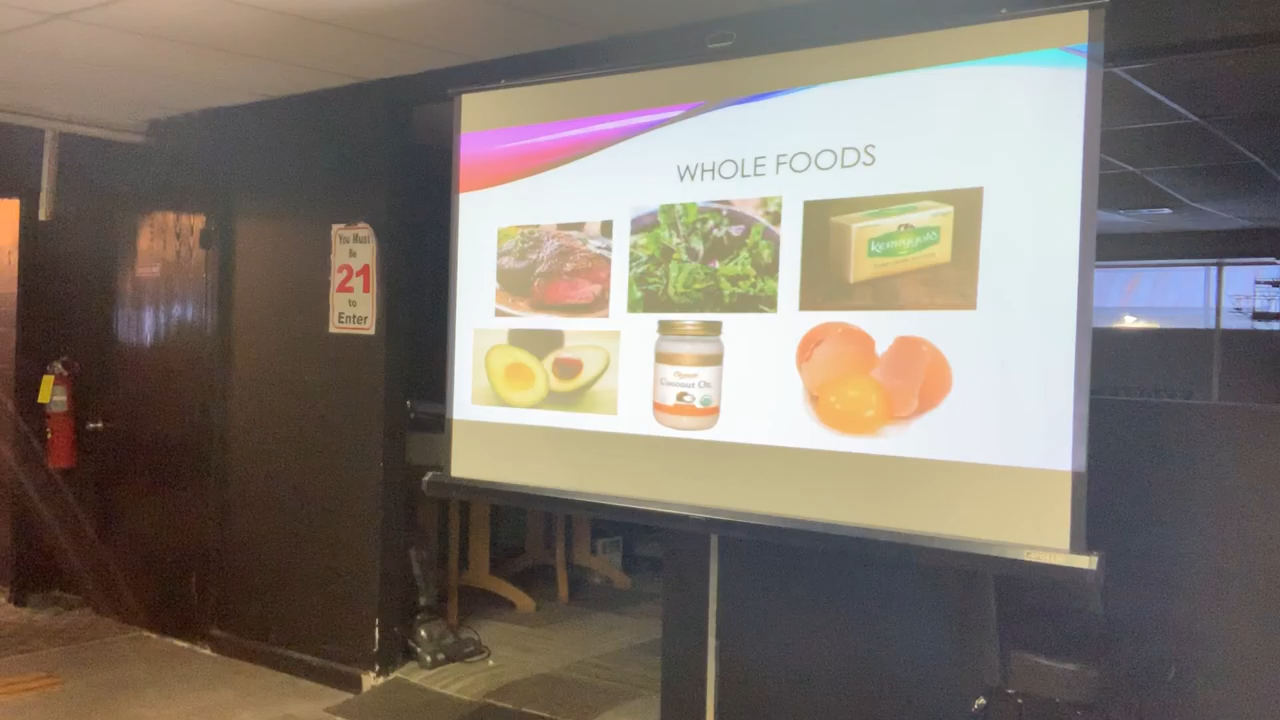 You Must
Be
21
to
Enter
WHOLE FOODS
Kerrygold
Coconut Oil